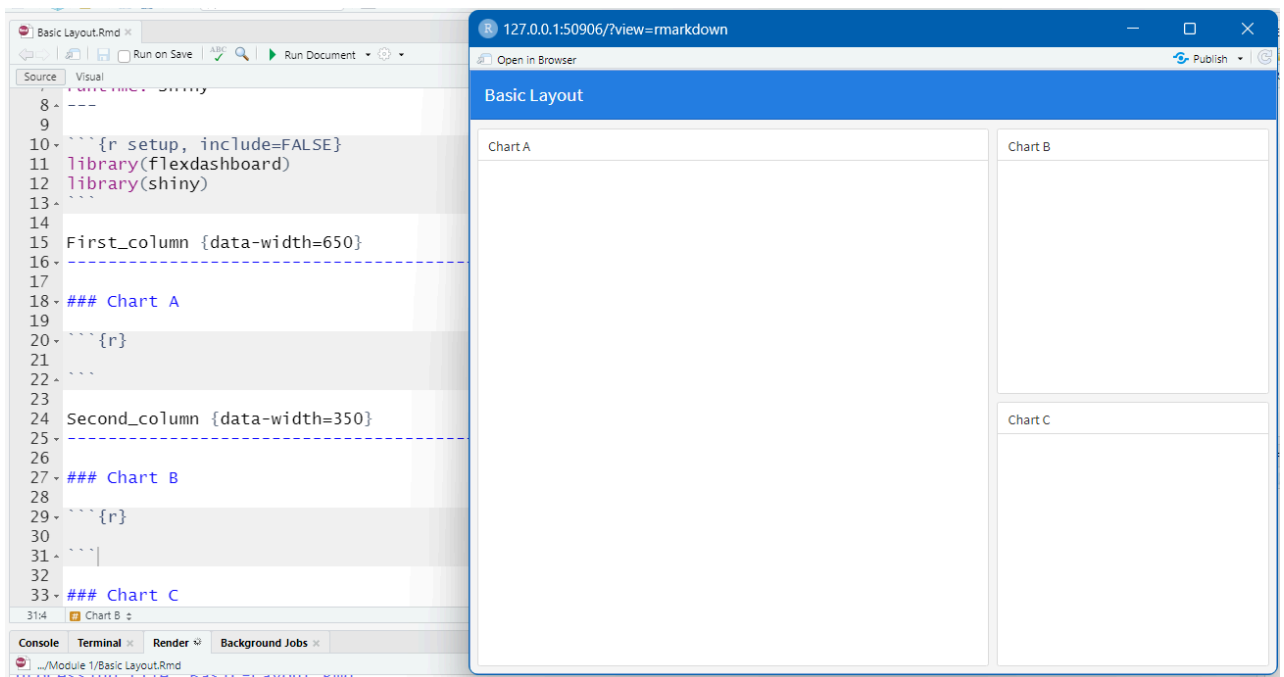 Basic Layout.Rmd
Run on Save
ABC
Run Document
Source Visual
7 runtime: shiny
8 ---
9
10 ```{r setup, include=FALSE}
11 library(flexdashboard)
12 library(shiny)
13 ```
14
15 First_column {data-width=650}
16 ---------------------------------------
17
18 ### Chart A
19
20 ```{r}
21
22 ```
23
24 Second_column {data-width=350}
25 ---------------------------------------
26
27 ### Chart B
28
29 ```{r}
30
31 ```
32
33 ### Chart C
31:4 # Chart B
Console Terminal Render Background Jobs
.../Module 1/Basic Layout.Rmd
R 127.0.0.1:50906/?view=rmarkdown
Open in Browser
Publish
Basic Layout
Chart A
Chart B
Chart C